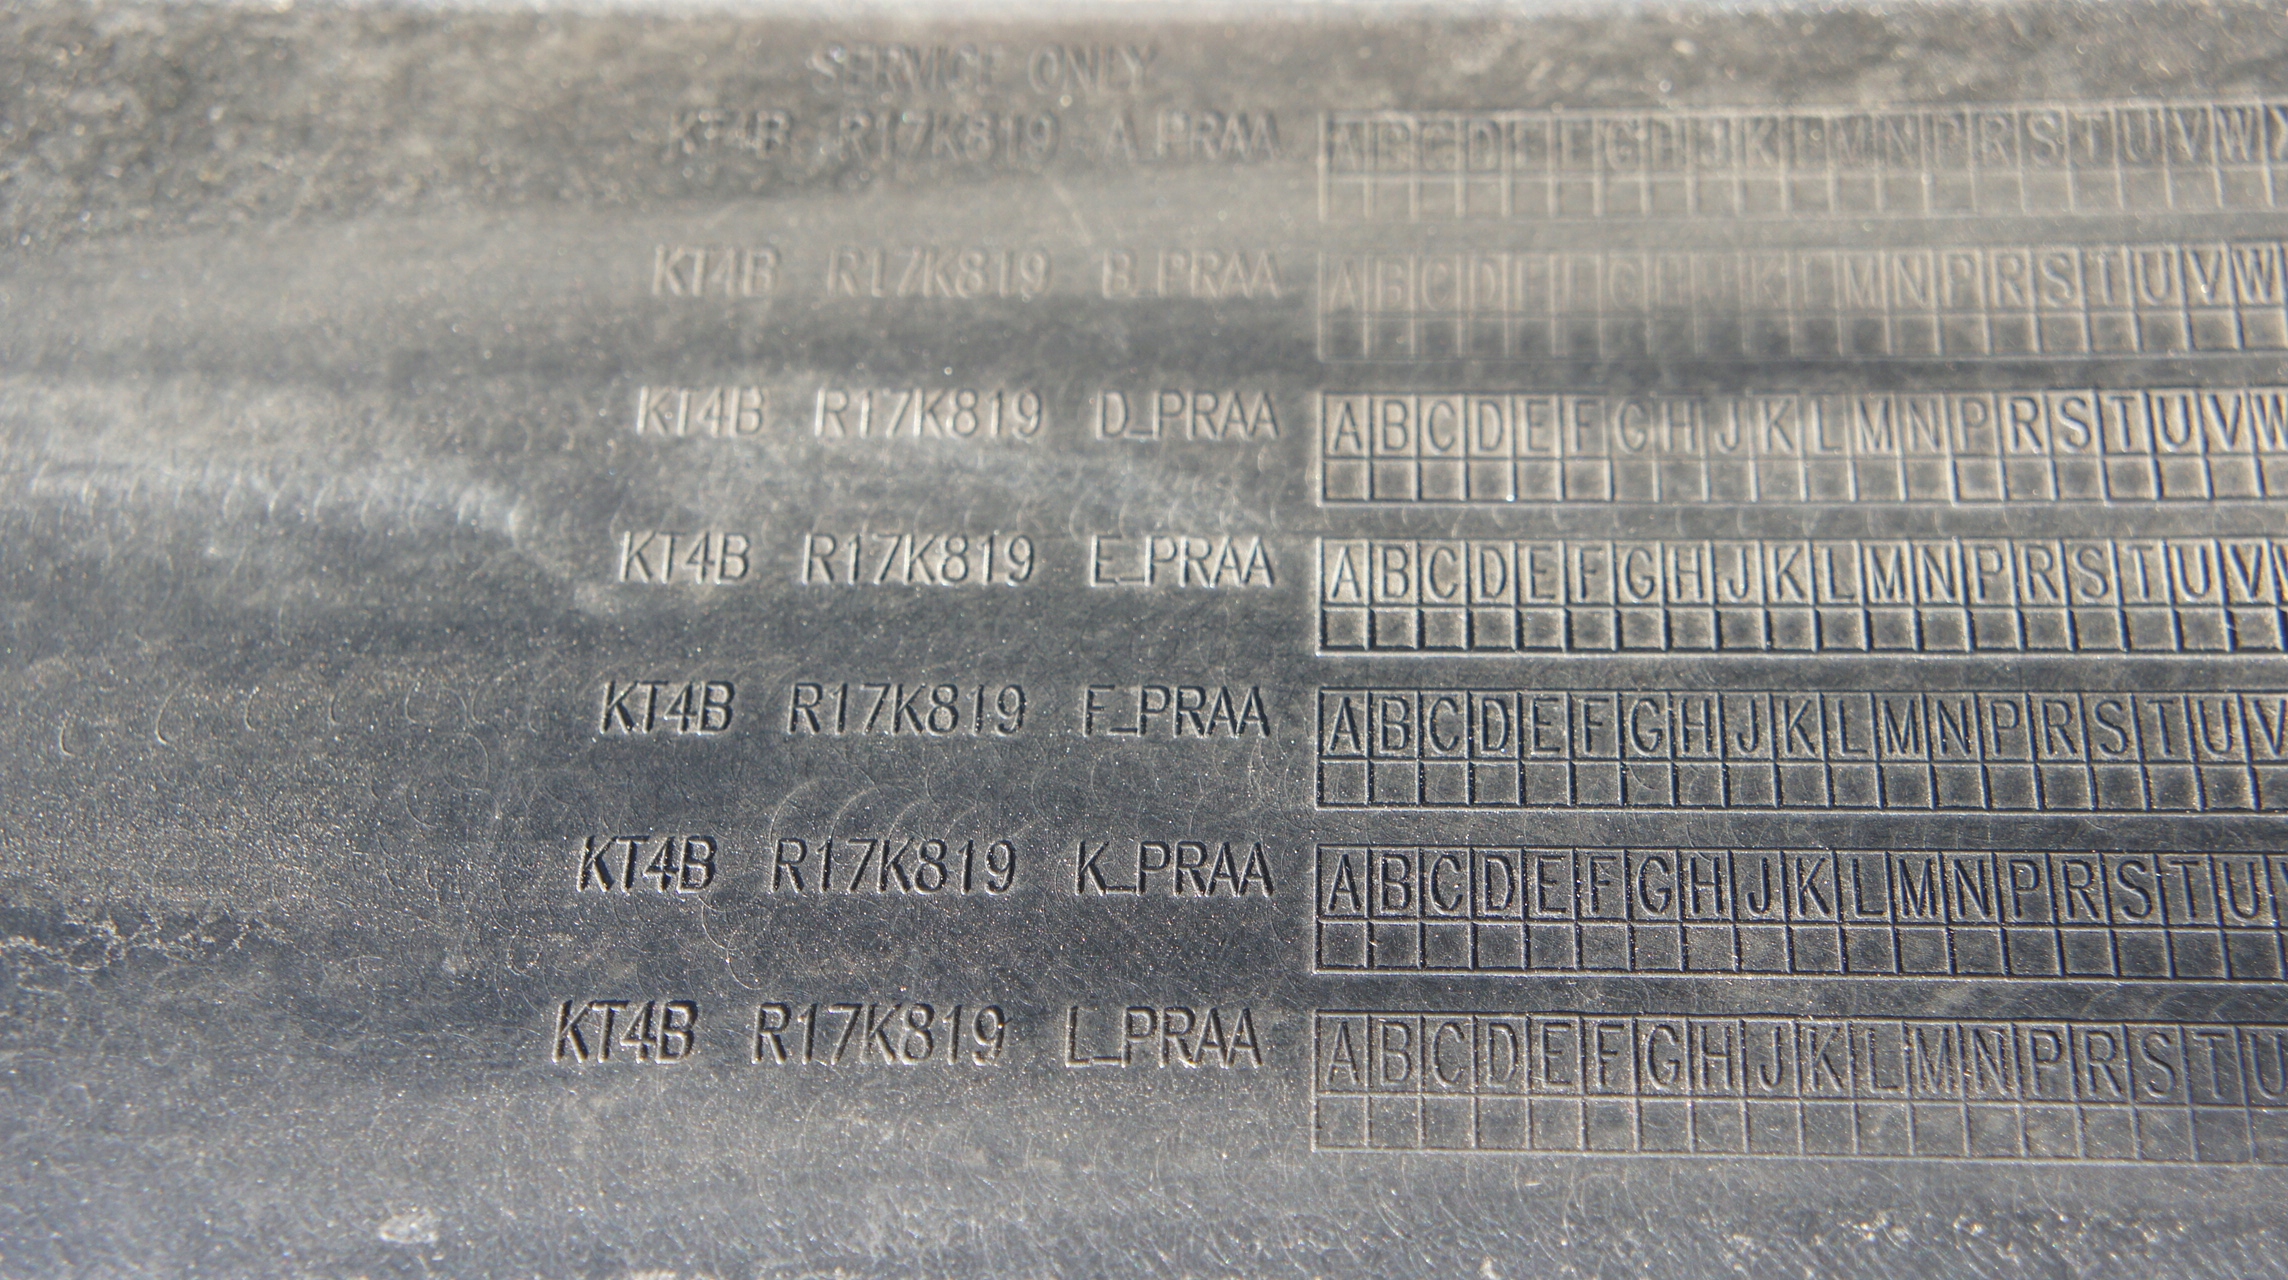 SERVICE ONLY
KT4B R17K819 A_PRAA A B C D E F G H J K L M N P R S T U V W X
KT4B R17K819 B_PRAA A B C D E F G H J K L M N P R S T U V W
KT4B R17K819 D_PRAA A B C D E F G H J K L M N P R S T U V W
KT4B R17K819 E_PRAA A B C D E F G H J K L M N P R S T U V W
KT4B R17K819 F_PRAA A B C D E F G H J K L M N P R S T U V
KT4B R17K819 K_PRAA A B C D E F G H J K L M N P R S T U V
KT4B R17K819 L_PRAA A B C D E F G H J K L M N P R S T U